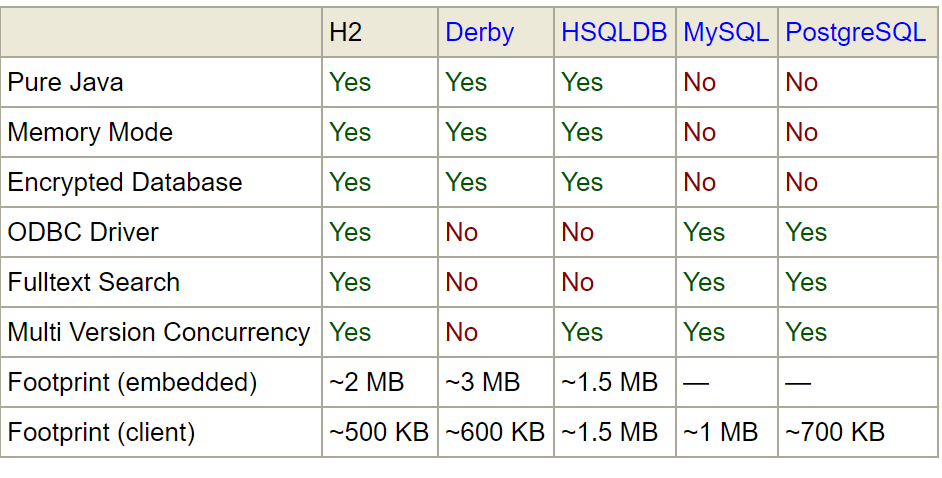 H2 Derby HSQLDB MySQL PostgreSQL
Pure Java Yes Yes Yes No No
Memory Mode Yes Yes Yes No No
Encrypted Database Yes Yes Yes No No
ODBC Driver Yes No No Yes Yes
Fulltext Search Yes No No Yes Yes
Multi Version Concurrency Yes No Yes Yes Yes
Footprint (embedded) ~2 MB ~3 MB ~1.5 MB — —
Footprint (client) ~500 KB ~600 KB ~1.5 MB ~1 MB ~700 KB